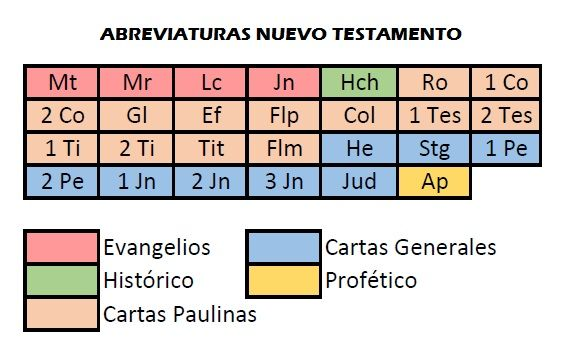 ABREVIATURAS NUEVO TESTAMENTO
Mt Mr Lc Jn Hch Ro 1 Co
2 Co Gl Ef Flp Col 1 Tes 2 Tes
1 Ti 2 Ti Tit Flm He Stg 1 Pe
2 Pe 1 Jn 2 Jn 3 Jn Jud Ap
Evangelios Cartas Generales
Histórico Profético
Cartas Paulinas